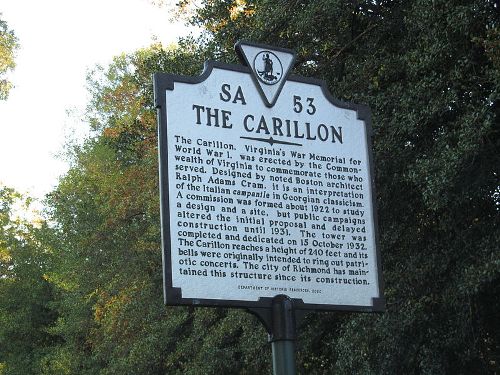 SA 53
THE CARILLON
The Carillon, Virginia's War Memorial for
World War I, was erected by the Common-
wealth of Virginia to commemorate those who
served. Designed by noted Boston architect
Ralph Adams Cram, it is an interpretation
of the Italian campanile in Georgian classicism.
A commission was formed about 1922 to study
a design and a site, but public campaigns
altered the initial proposal and delayed
construction until 1931. The tower was
completed and dedicated on 15 October 1932.
The Carillon reaches a height of 240 feet and its
bells were originally intended to ring out patri-
otic concerts. The city of Richmond has main-
tained this structure since its construction.
DEPARTMENT OF HISTORIC RESOURCES,